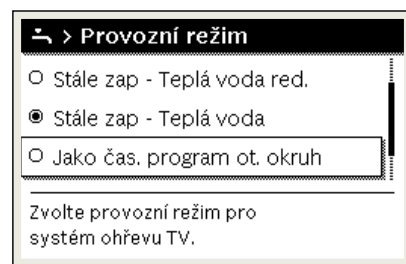 > Provozní režim
Stále zap - Teplá voda red.
Stále zap - Teplá voda
Jako čas. program ot. okruh
Zvolte provozní režim pro
systém ohřevu TV.